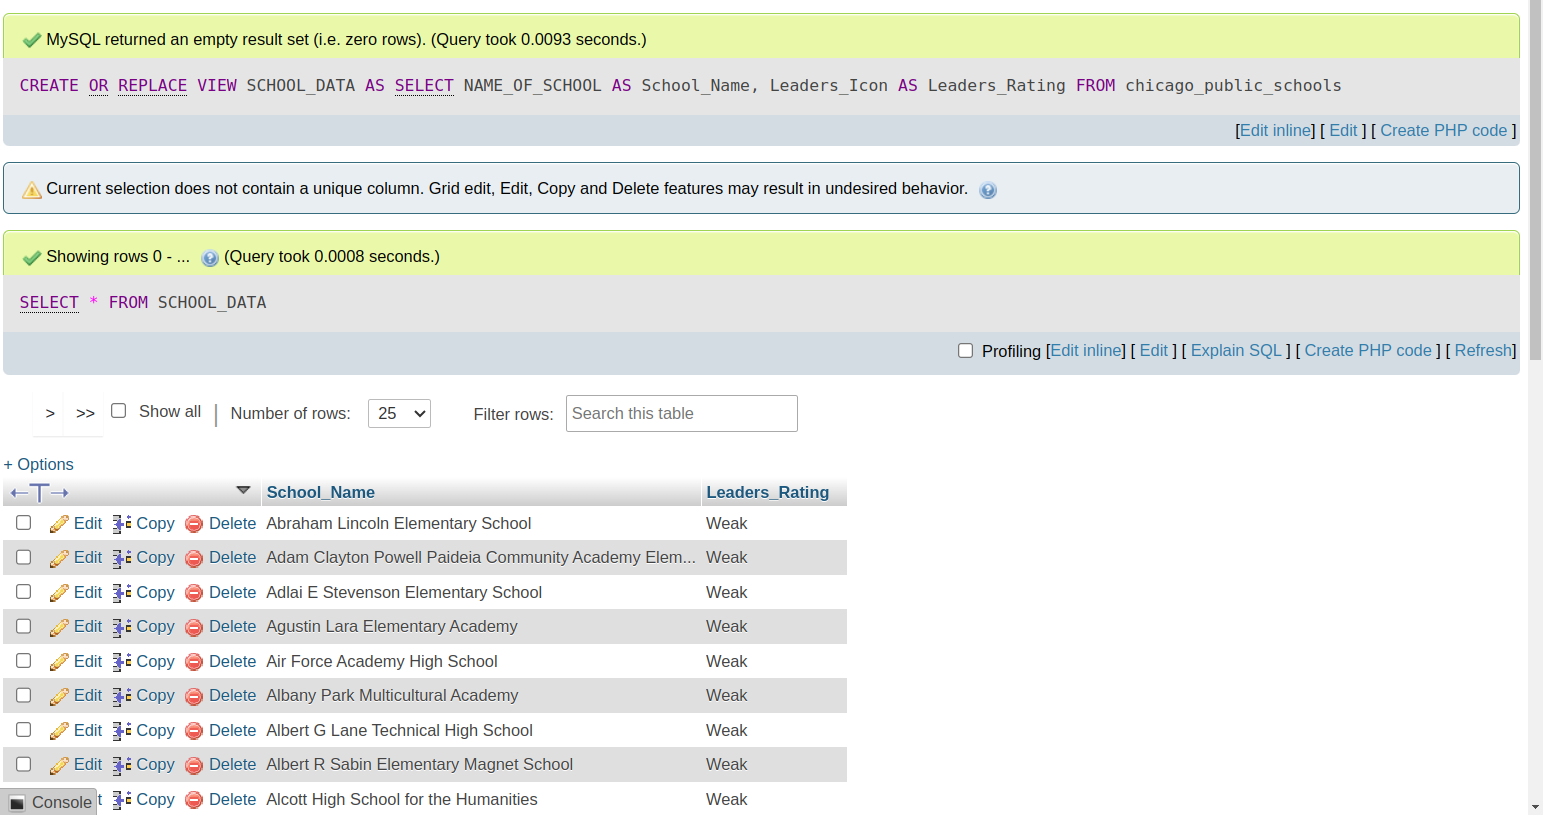 MySQL returned an empty result set (i.e. zero rows). (Query took 0.0093 seconds.)
CREATE OR REPLACE VIEW SCHOOL_DATA AS SELECT NAME_OF_SCHOOL AS School_Name, Leaders_Icon AS Leaders_Rating FROM chicago_public_schools
[Edit inline] [ Edit ] [ Create PHP code ]
Current selection does not contain a unique column. Grid edit, Edit, Copy and Delete features may result in undesired behavior.
Showing rows 0 - ... (Query took 0.0008 seconds.)
SELECT * FROM SCHOOL_DATA
Profiling [Edit inline] [ Edit ] [ Explain SQL ] [ Create PHP code ] [ Refresh]
> >> Show all | Number of rows: 25 Filter rows: Search this table
+ Options
←T→ School_Name Leaders_Rating
Edit Copy Delete Abraham Lincoln Elementary School Weak
Edit Copy Delete Adam Clayton Powell Paideia Community Academy Elem... Weak
Edit Copy Delete Adlai E Stevenson Elementary School Weak
Edit Copy Delete Agustin Lara Elementary Academy Weak
Edit Copy Delete Air Force Academy High School Weak
Edit Copy Delete Albany Park Multicultural Academy Weak
Edit Copy Delete Albert G Lane Technical High School Weak
Edit Copy Delete Albert R Sabin Elementary Magnet School Weak
Console t Copy Delete Alcott High School for the Humanities Weak